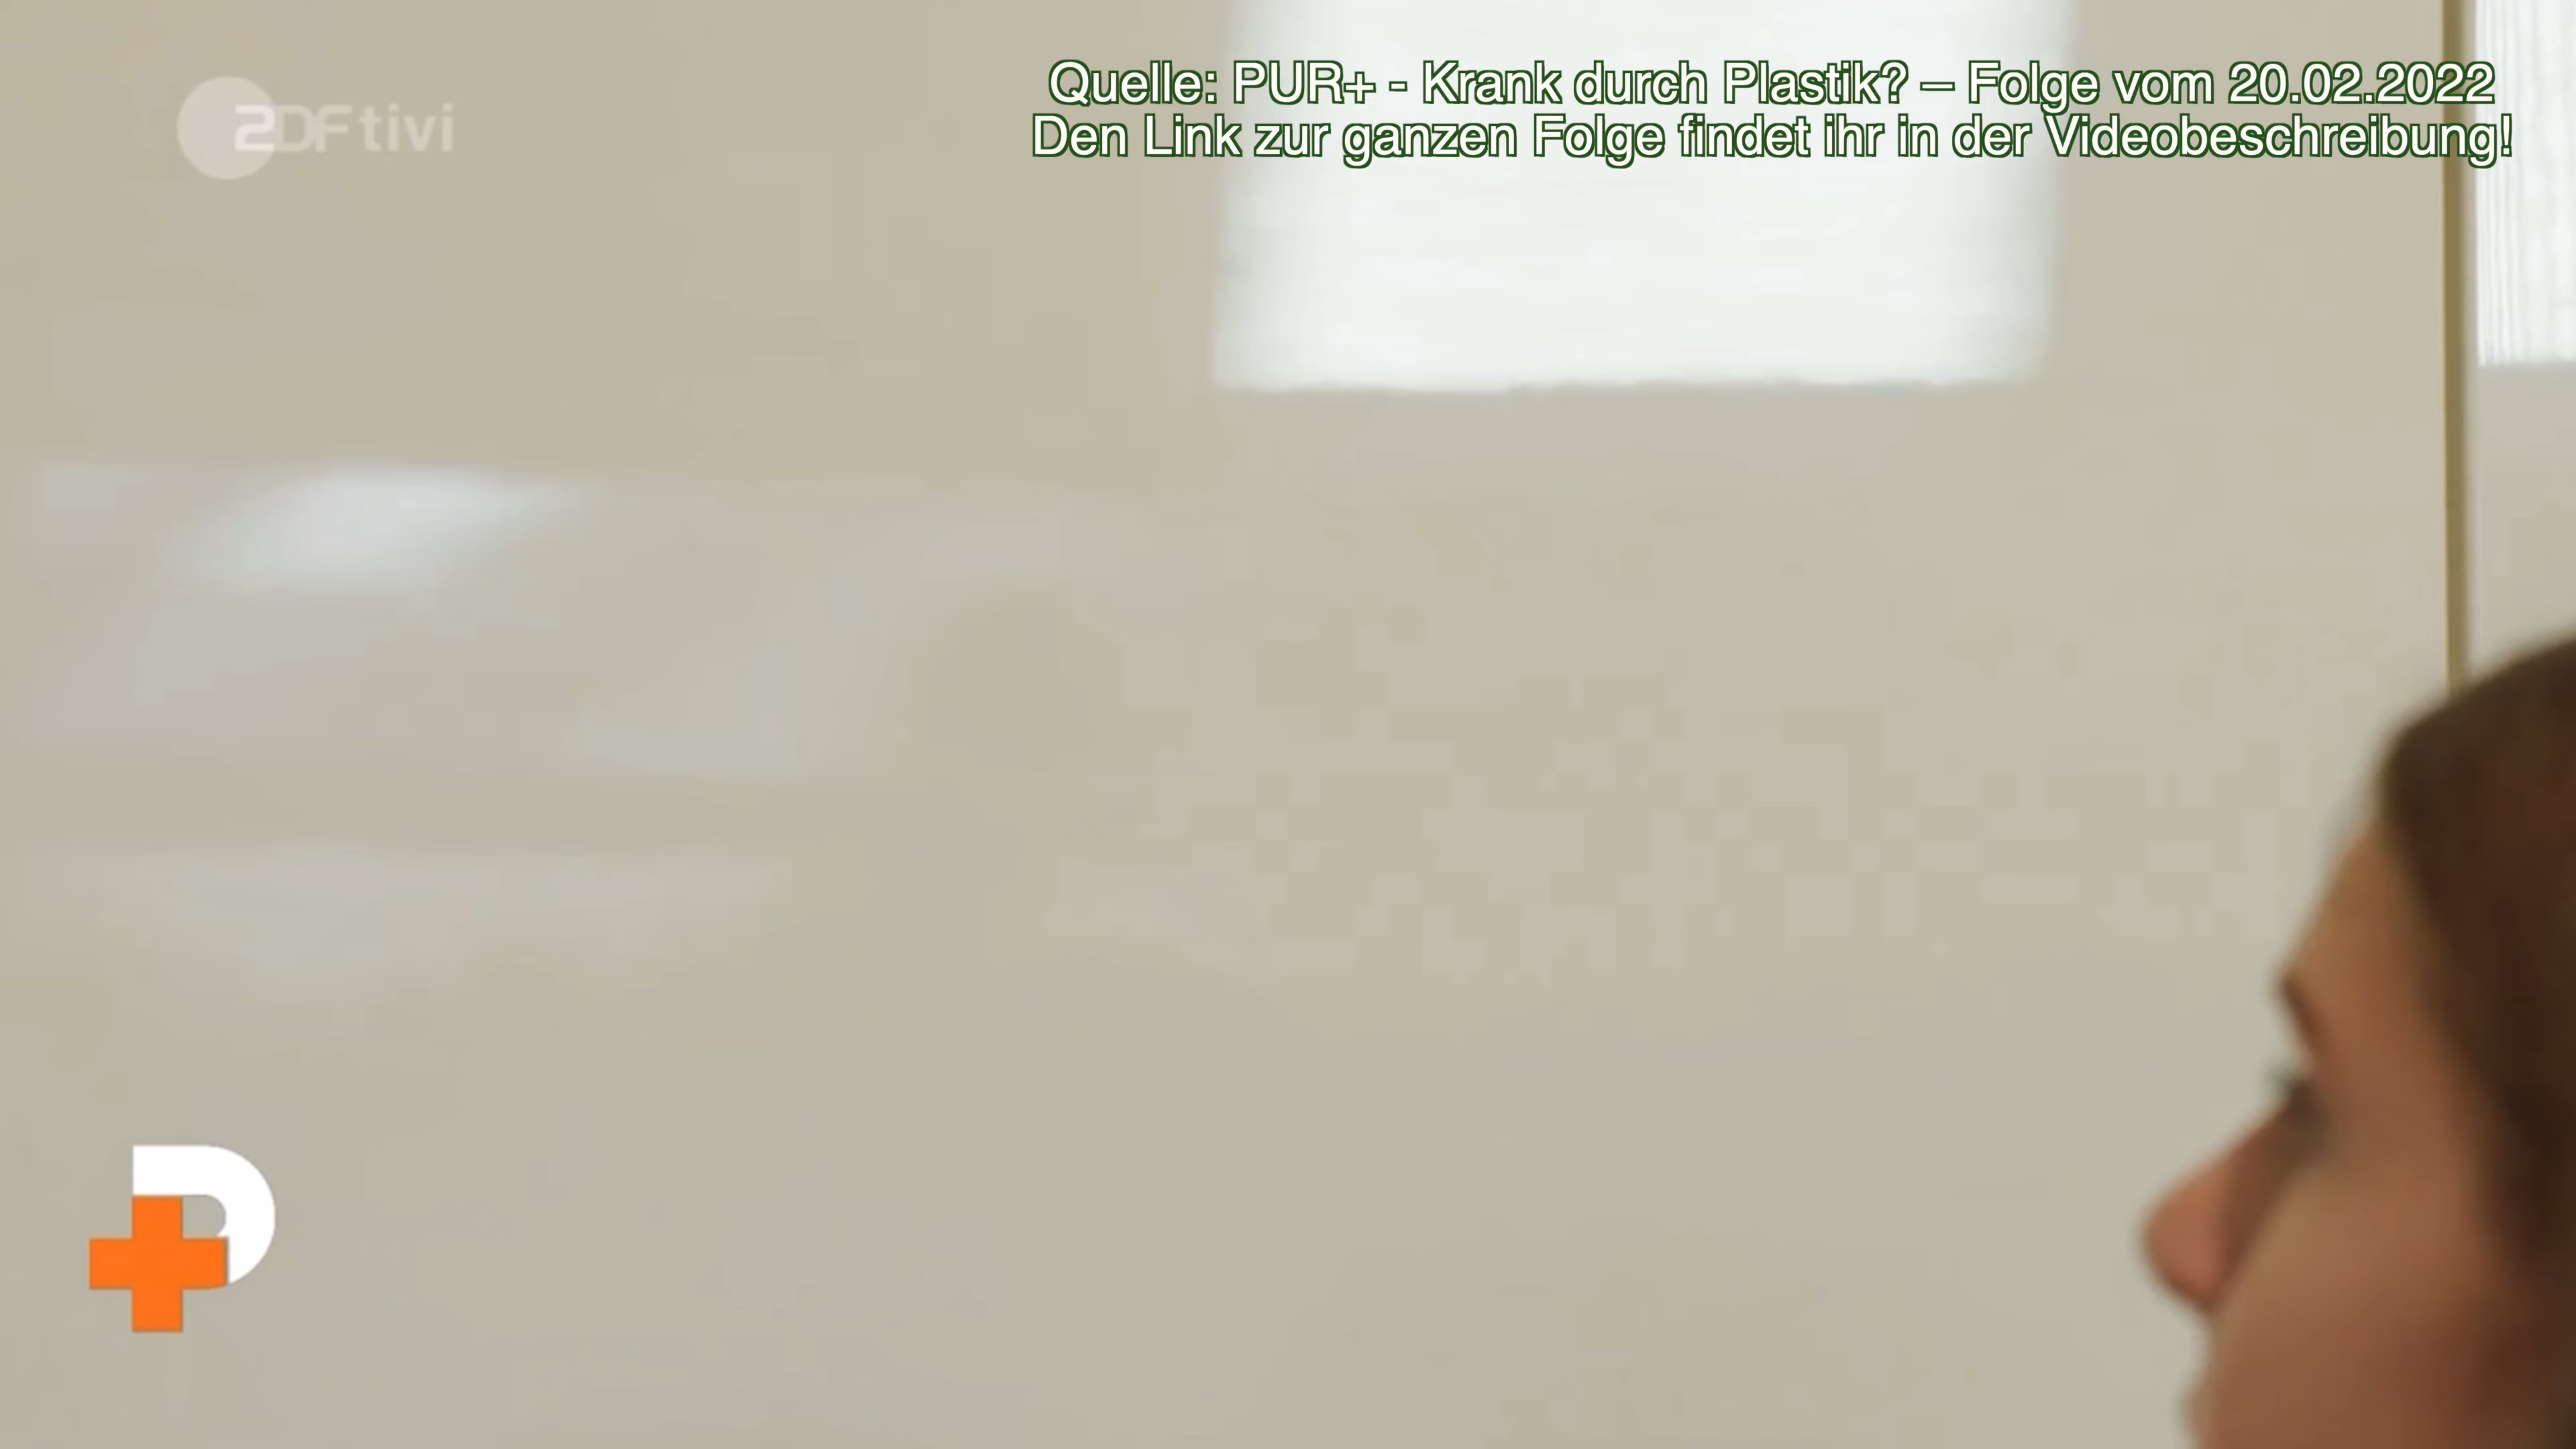 ZDFtivi
Quelle: PUR+ - Krank durch Plastik? – Folge vom 20.02.2022
Den Link zur ganzen Folge findet ihr in der Videobeschreibung!
P+